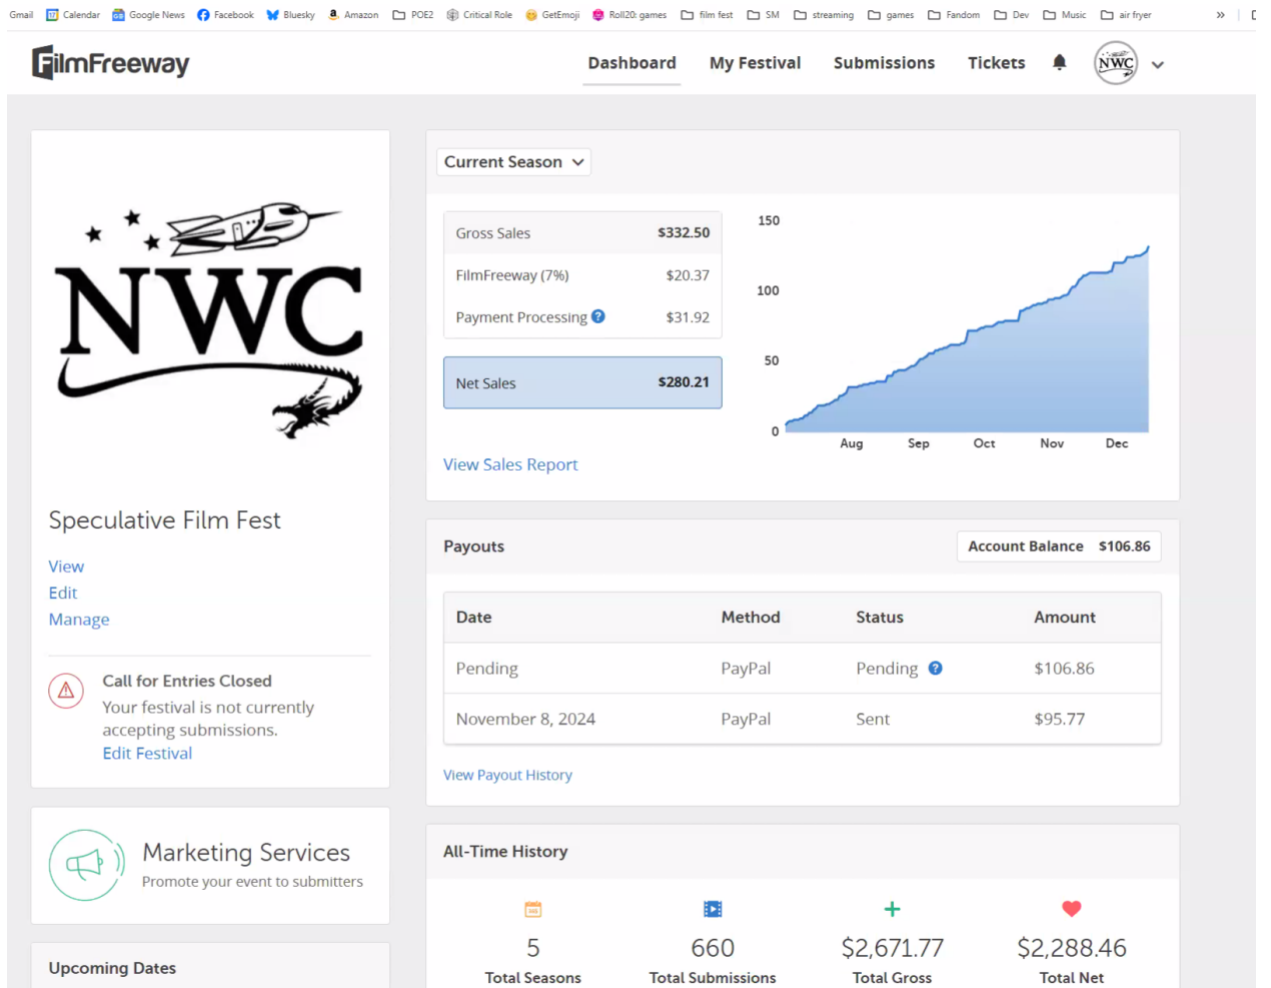 Gmail Calendar Google News Facebook Bluesky Amazon POE2 Critical Role GetEmoji Roll20: games film fest SM streaming games Fandom Dev Music air fryer »
FilmFreeway Dashboard My Festival Submissions Tickets NWC
NWC
Speculative Film Fest
View
Edit
Manage
Call for Entries Closed
Your festival is not currently
accepting submissions.
Edit Festival
Marketing Services
Promote your event to submitters
Upcoming Dates
Current Season
Gross Sales $332.50
FilmFreeway (7%) $20.37
Payment Processing ? $31.92
Net Sales $280.21
View Sales Report
150
100
50
0
Aug Sep Oct Nov Dec
Payouts Account Balance $106.86
Date Method Status Amount
Pending PayPal Pending ? $106.86
November 8, 2024 PayPal Sent $95.77
View Payout History
All-Time History
5 660 $2,671.77 $2,288.46
Total Seasons Total Submissions Total Gross Total Net